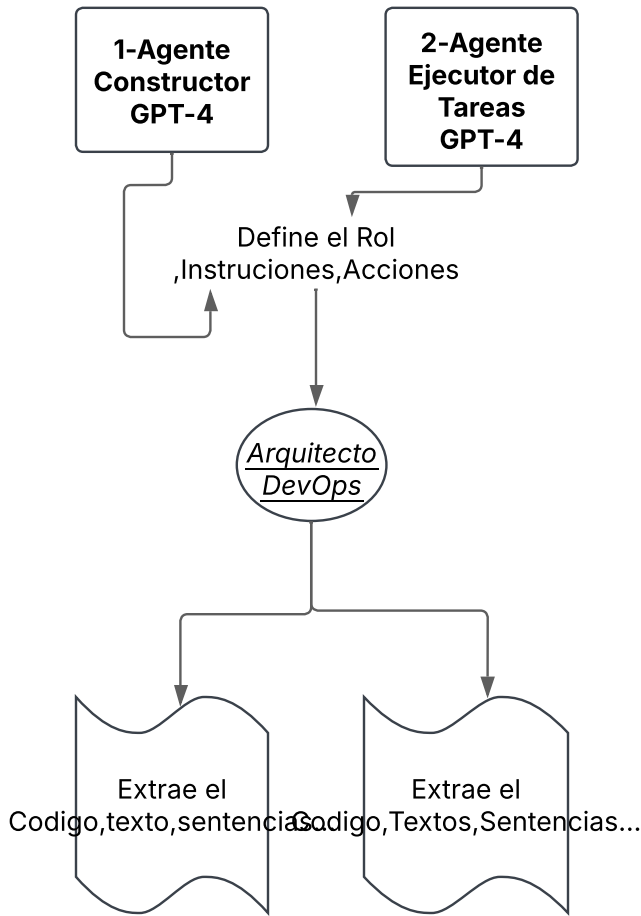 1-Agente
Constructor
GPT-4
2-Agente
Ejecutor de
Tareas
GPT-4
Define el Rol
,Instruciones,Acciones
Arquitecto
DevOps
Extrae el
Codigo,texto,sentencias...
Extrae el
Codigo,Textos,Sentencias...